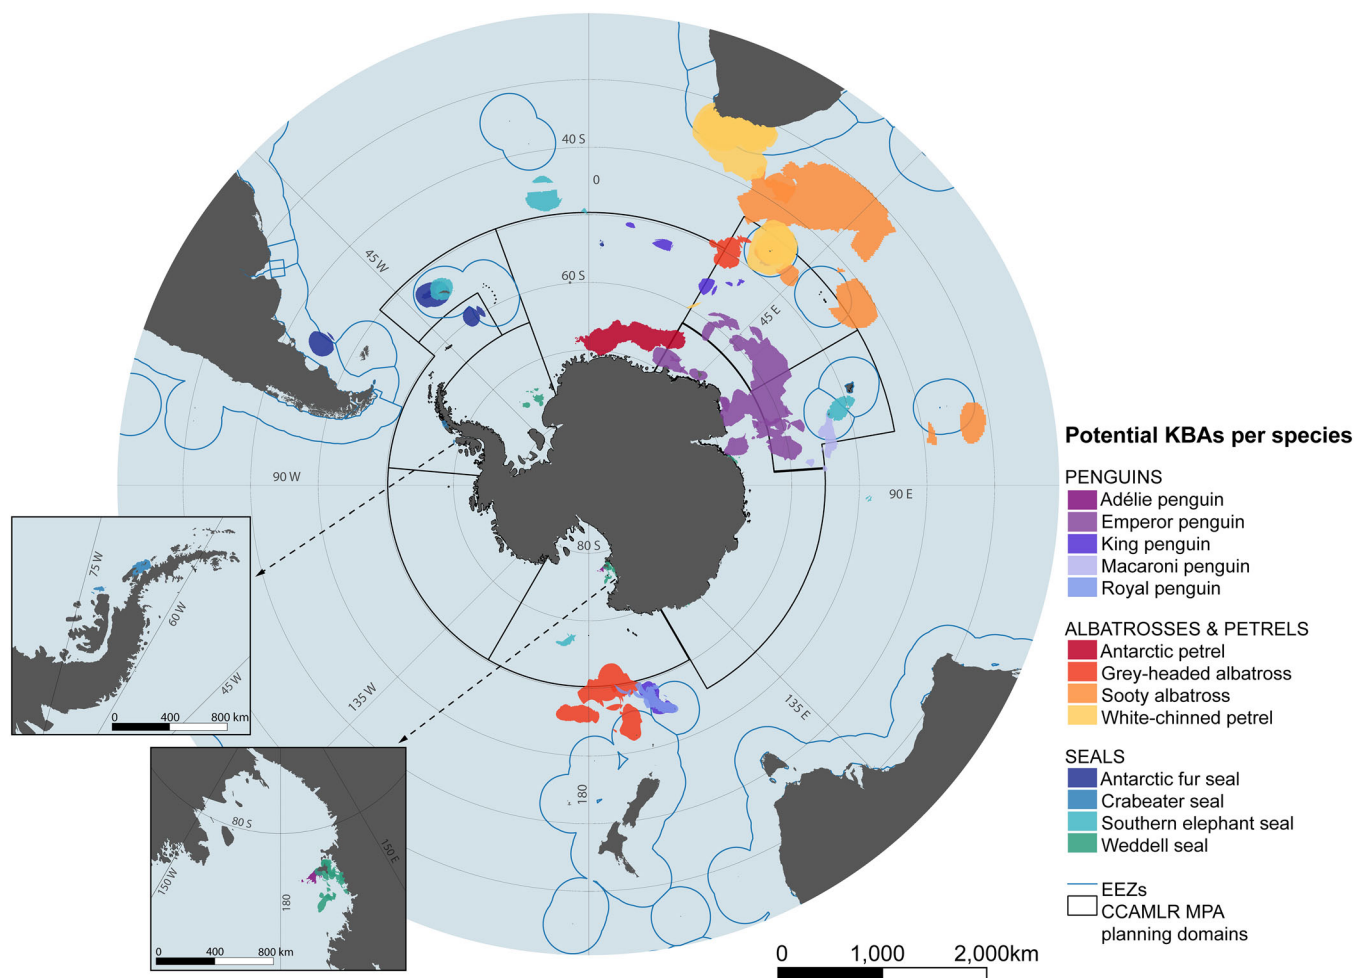 40 S
0
45 W
60 S
45 E
90 W
90 E
80 S
135 W
135 E
180
75 W
60 W
45 W
0 400 800 km
80 S
150 W
150 E
180
0 400 800 km
Potential KBAs per species
PENGUINS
Adélie penguin
Emperor penguin
King penguin
Macaroni penguin
Royal penguin
ALBATROSSES & PETRELS
Antarctic petrel
Grey-headed albatross
Sooty albatross
White-chinned petrel
SEALS
Antarctic fur seal
Crabeater seal
Southern elephant seal
Weddell seal
EEZs
CCAMLR MPA
planning domains
0 1,000 2,000km